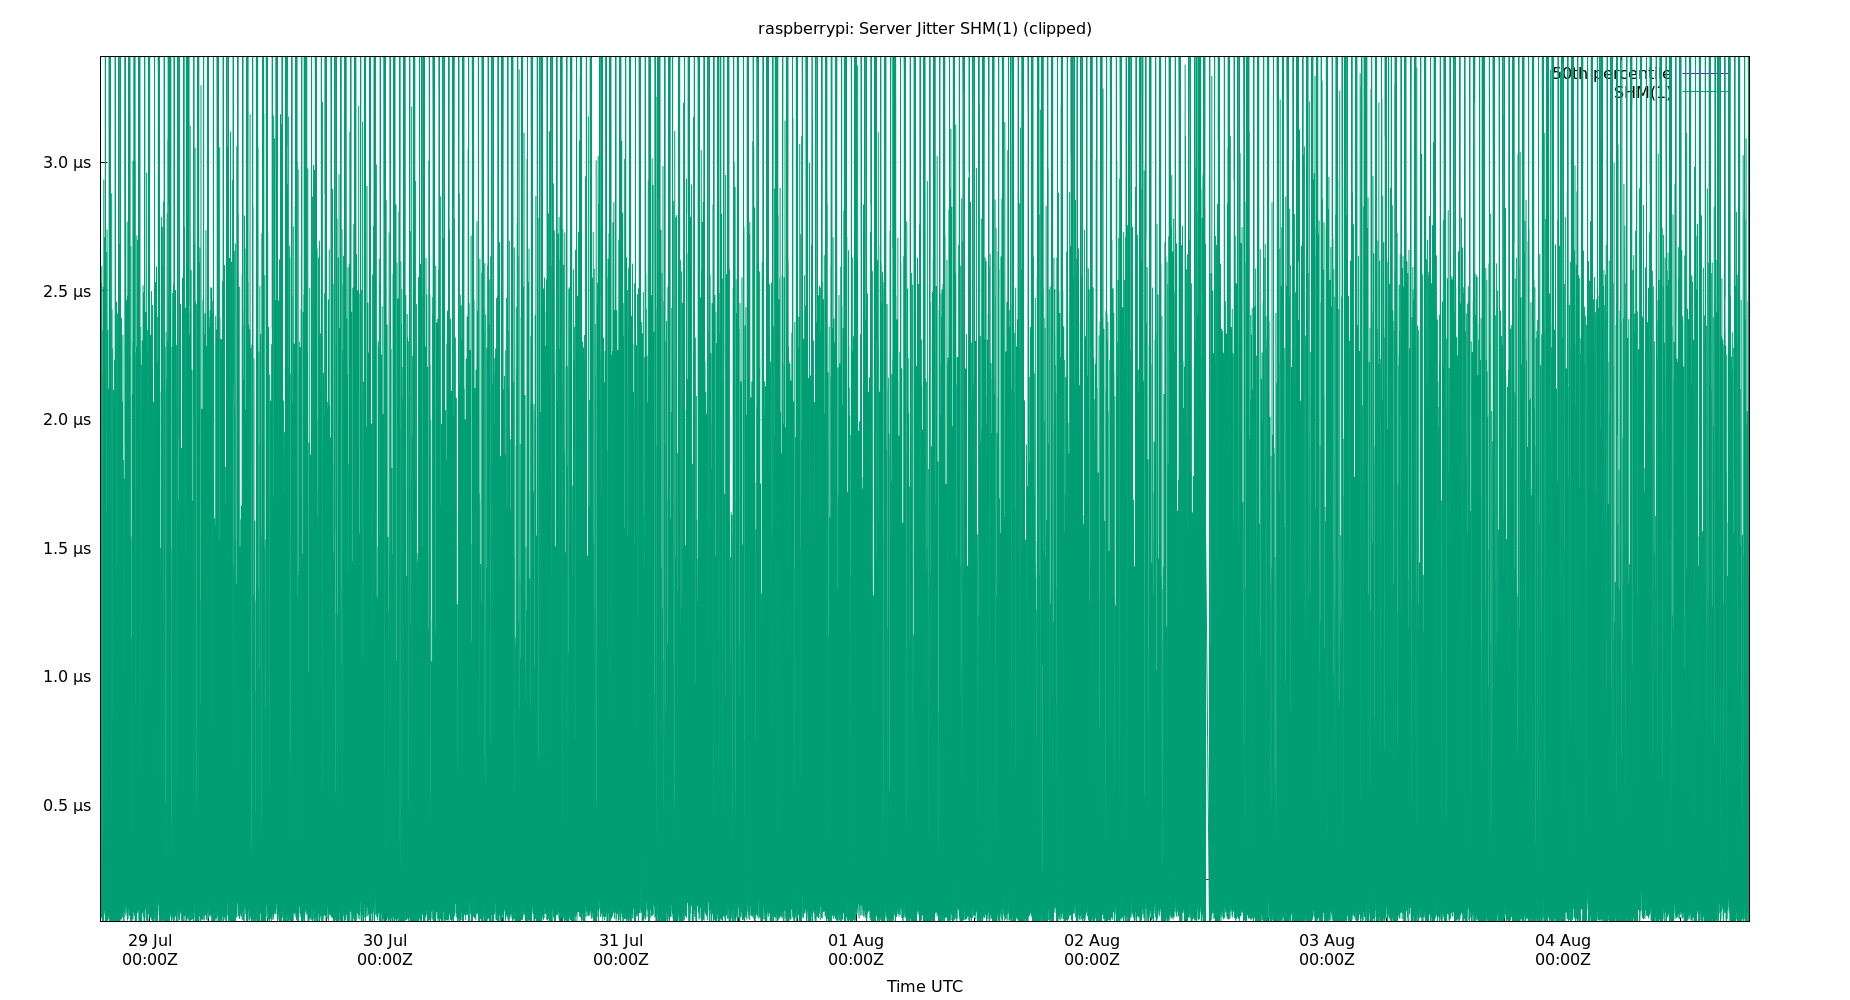 raspberrypi: Server Jitter SHM(1) (clipped)
50th percentile
SHM(1)
3.0 μs
2.5 μs
2.0 μs
1.5 μs
1.0 μs
0.5 μs
29 Jul 30 Jul 31 Jul 01 Aug 02 Aug 03 Aug 04 Aug
00:00Z 00:00Z 00:00Z 00:00Z 00:00Z 00:00Z 00:00Z
Time UTC